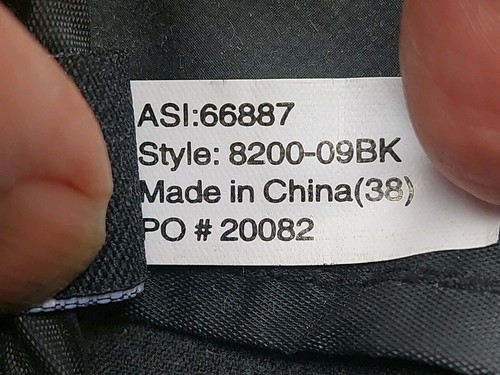 ASI:66887
Style: 8200-09BK
Made in China(38)
PO # 20082